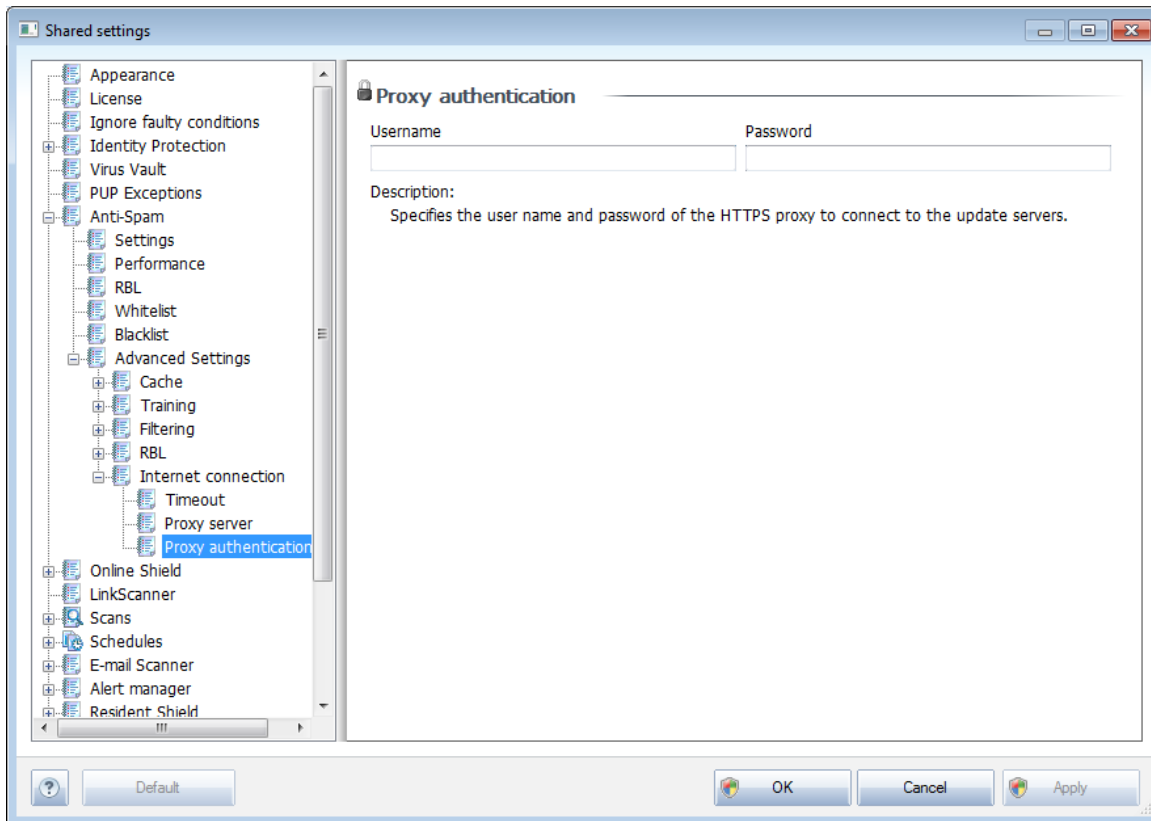 Shared settings
Appearance
License
Ignore faulty conditions
Identity Protection
Virus Vault
PUP Exceptions
Anti-Spam
Settings
Performance
RBL
Whitelist
Blacklist
Advanced Settings
Cache
Training
Filtering
RBL
Internet connection
Timeout
Proxy server
Proxy authentication
Online Shield
LinkScanner
Scans
Schedules
E-mail Scanner
Alert manager
Resident Shield
Proxy authentication
Username Password
Description:
Specifies the user name and password of the HTTPS proxy to connect to the update servers.
? Default OK Cancel Apply